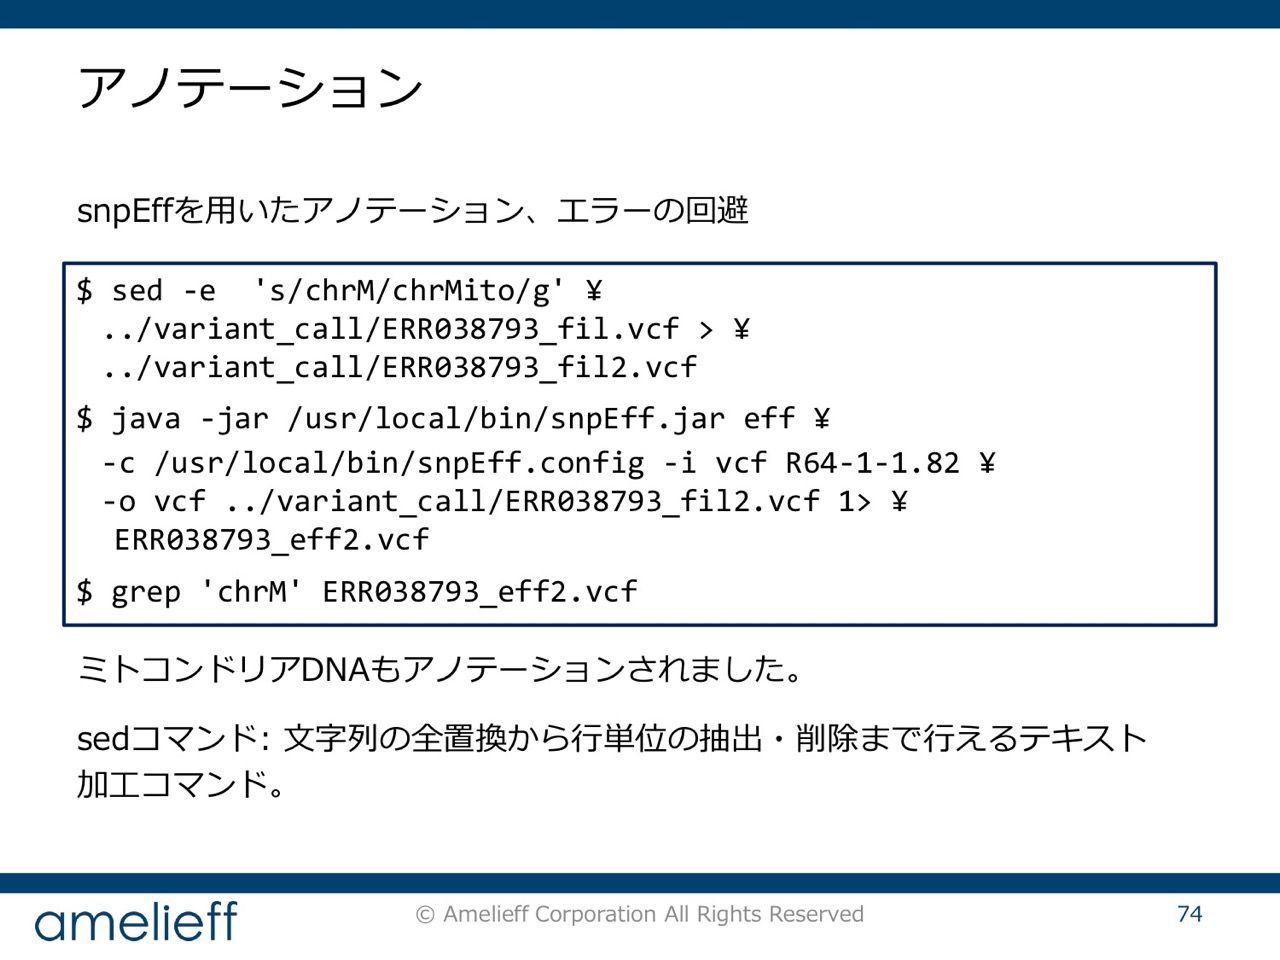 アノテーション
snpEffを用いたアノテーション、エラーの回避
$ sed -e  's/chrM/chrMito/g' ¥
../variant_call/ERR038793_fil.vcf > ¥
../variant_call/ERR038793_fil2.vcf
$ java -jar /usr/local/bin/snpEff.jar eff ¥
-c /usr/local/bin/snpEff.config -i vcf R64-1-1.82 ¥
-o vcf ../variant_call/ERR038793_fil2.vcf 1> ¥
ERR038793_eff2.vcf
$ grep 'chrM' ERR038793_eff2.vcf
ミトコンドリアDNAもアノテーションされました。
sedコマンド: 文字列の全置換から行単位の抽出・削除まで行えるテキスト
加工コマンド。
amelieff
© Amelieff Corporation All Rights Reserved
74